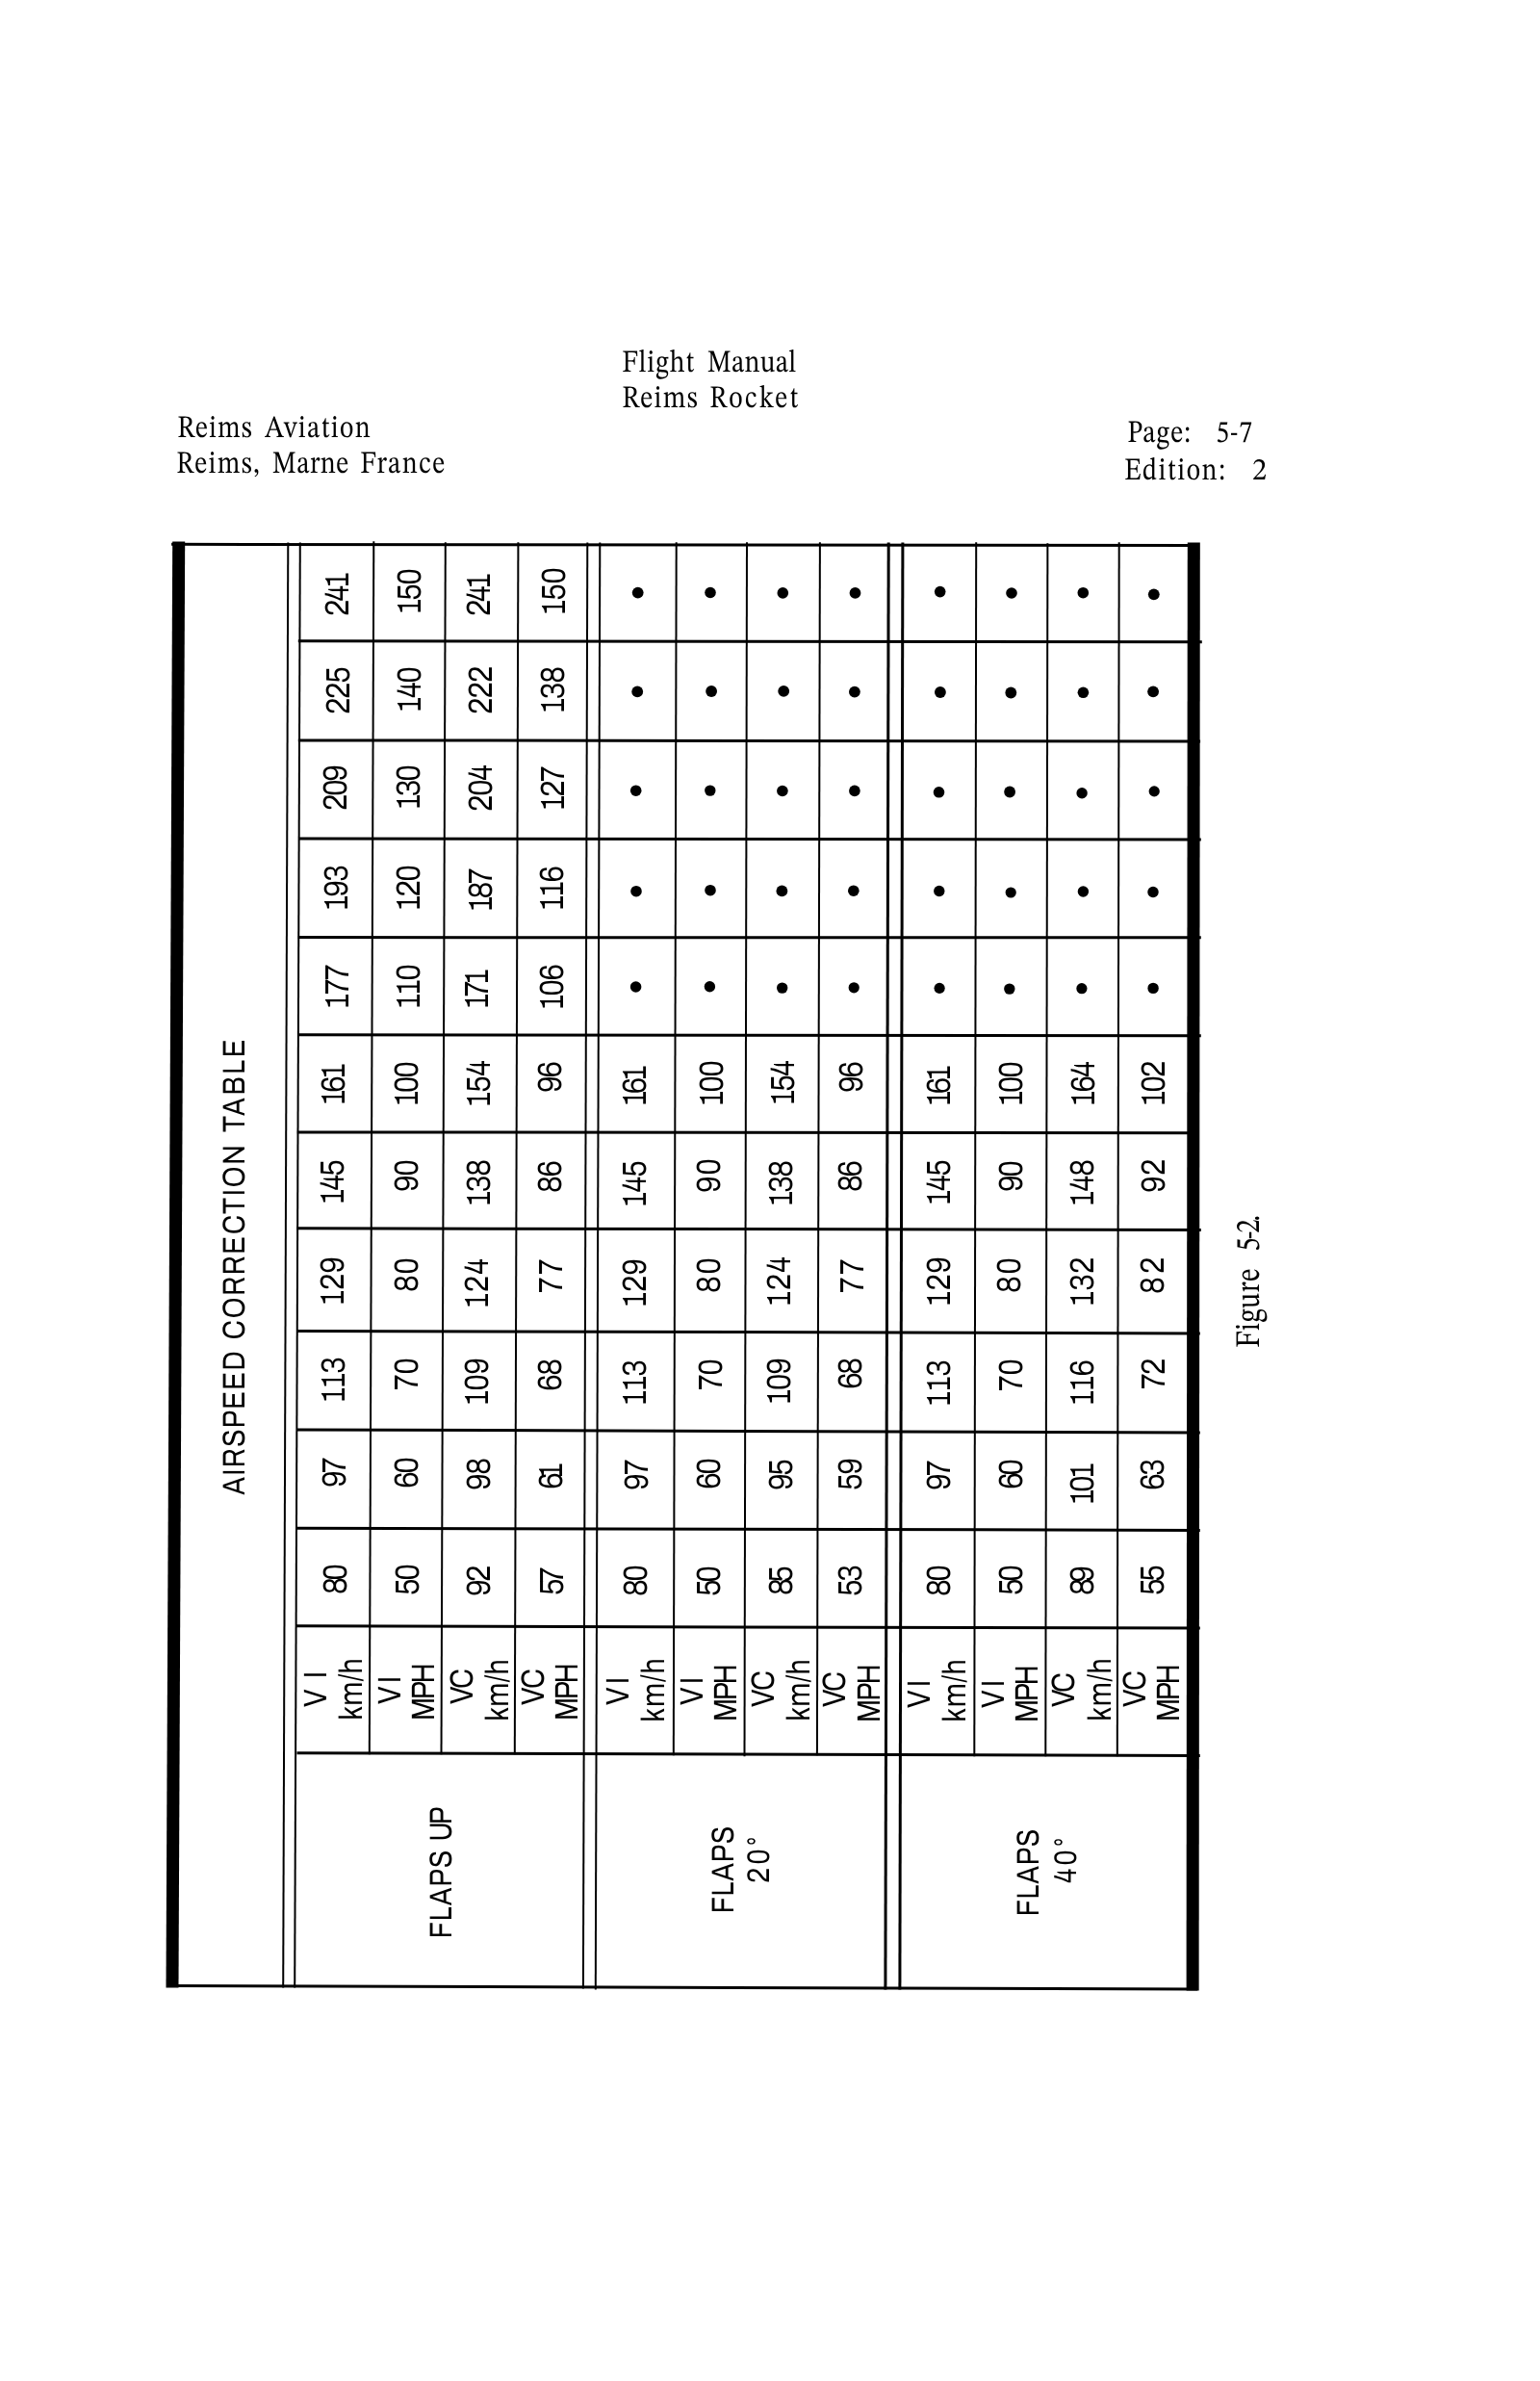 Flight Manual
Reims Rocket
Reims Aviation
Reims, Marne France
Page: 5-7
Edition: 2
AIRSPEED CORRECTION TABLE
FLAPS UP
VI km/h 80 97 113 129 145 161 177 193 209 225 241
VI MPH 50 60 70 80 90 100 110 120 130 140 150
VC km/h 92 98 109 124 138 154 171 187 204 222 241
VC MPH 57 61 68 77 86 96 106 116 127 138 150
FLAPS
20°
VI km/h 80 97 113 129 145 161 • • • • •
VI MPH 50 60 70 80 90 100 • • • • •
VC km/h 85 95 109 124 138 154 • • • • •
VC MPH 53 59 68 77 86 96 • • • • •
FLAPS
40°
VI km/h 80 97 113 129 145 161 • • • • •
VI MPH 50 60 70 80 90 100 • • • • •
VC km/h 89 101 116 132 148 164 • • • • •
VC MPH 55 63 72 82 92 102 • • • • •
Figure 5-2.